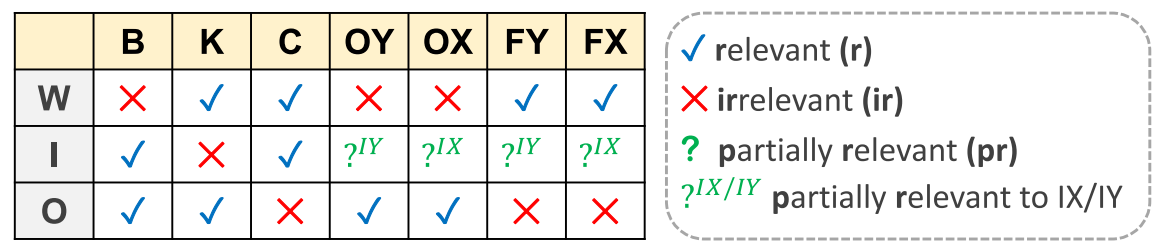 B K C OY OX FY FX
W ✗ ✓ ✓ ✗ ✗ ✓ ✓
I ✓ ✗ ✓ ?^IY ?^IX ?^IY ?^IX
O ✓ ✓ ✗ ✓ ✓ ✗ ✗
✓ relevant (r)
✗ irrelevant (ir)
? partially relevant (pr)
?^IX/IY partially relevant to IX/IY